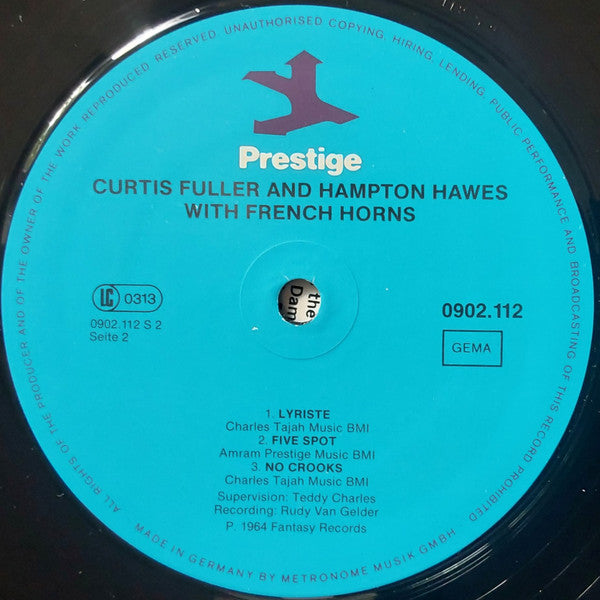 ALL RIGHTS OF THE PRODUCER AND OF THE OWNER OF THE WORK REPRODUCED RESERVED. UNAUTHORISED COPYING, HIRING, LENDING, PUBLIC PERFORMANCE AND BROADCASTING OF THIS RECORD PROHIBITED
Prestige
CURTIS FULLER AND HAMPTON HAWES
WITH FRENCH HORNS
LC 0313
0902.112 S 2
Seite 2
the
Dam
0902.112
GEMA
1. LYRISTE
Charles Tajah Music BMI
2. FIVE SPOT
Amram Prestige Music BMI
3. NO CROOKS
Charles Tajah Music BMI
Supervision: Teddy Charles
Recording: Rudy Van Gelder
P. 1964 Fantasy Records
MADE IN GERMANY BY METRONOME MUSIK GMBH